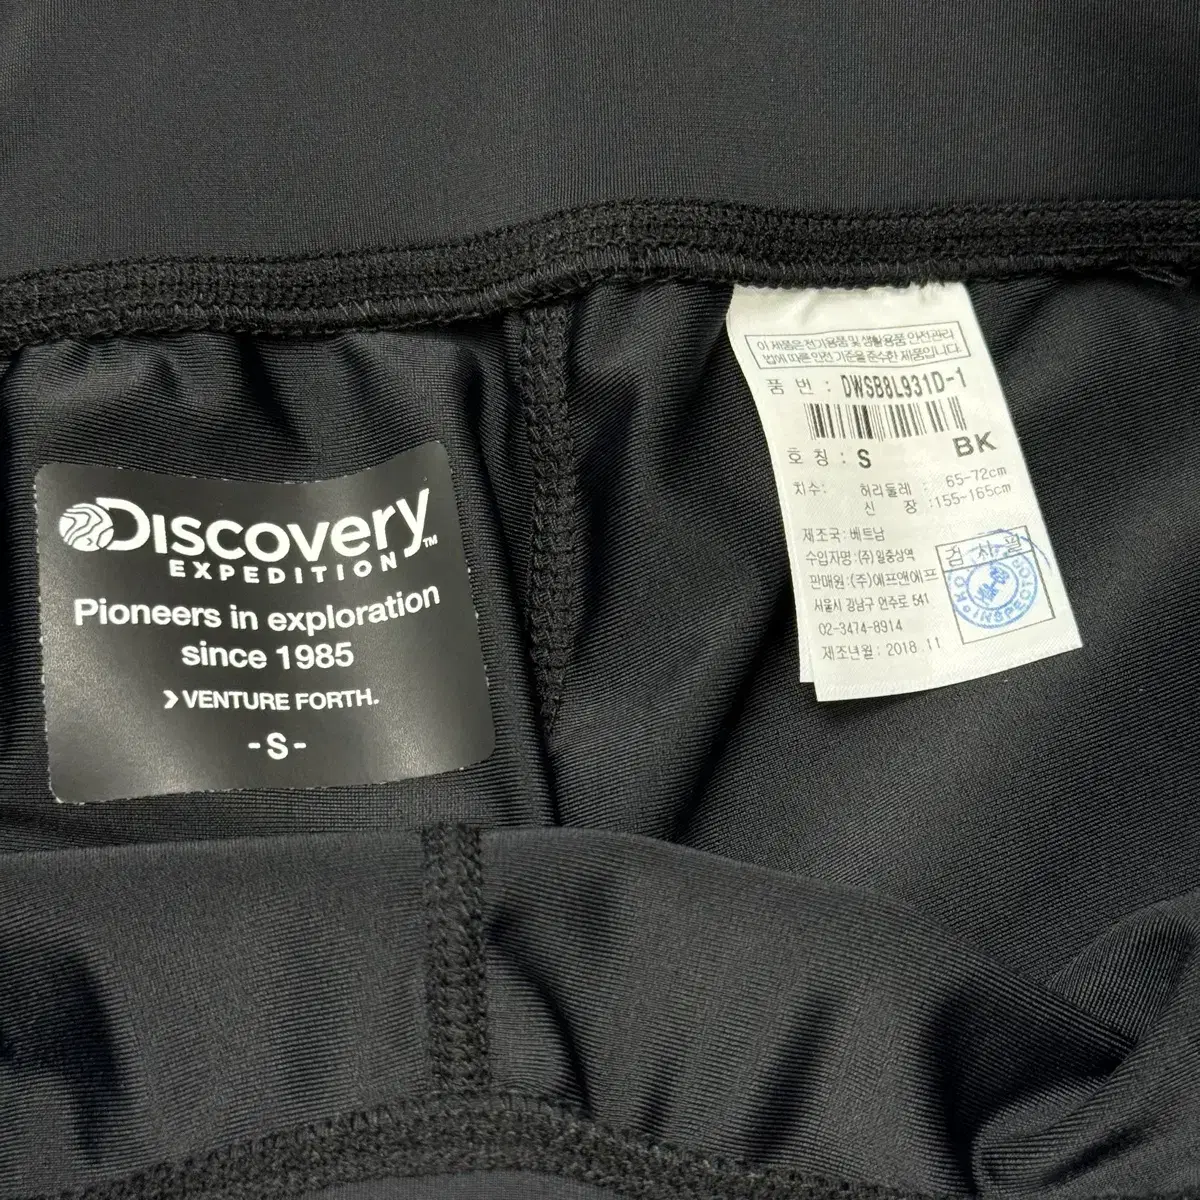 Discovery™
EXPEDITION
Pioneers in exploration
since 1985
VENTURE FORTH.
-S-
이 제품은 전기용품 및 생활용품 안전관리
법에 따른 안전기준을 준수한 제품입니다.
품 번 : DWSB8L931D-1
호 칭 : S BK
치수: 허리둘레 : 65-72cm
신 장 :155-165cm
제조국:베트남
수입자명:(주)일중상역
판매원:(주)에프앤에프
서울시 강남구 언주로 541
02-3474-8914
제조년월 : 2018. 11
검 사 필
OK INSPECTOR